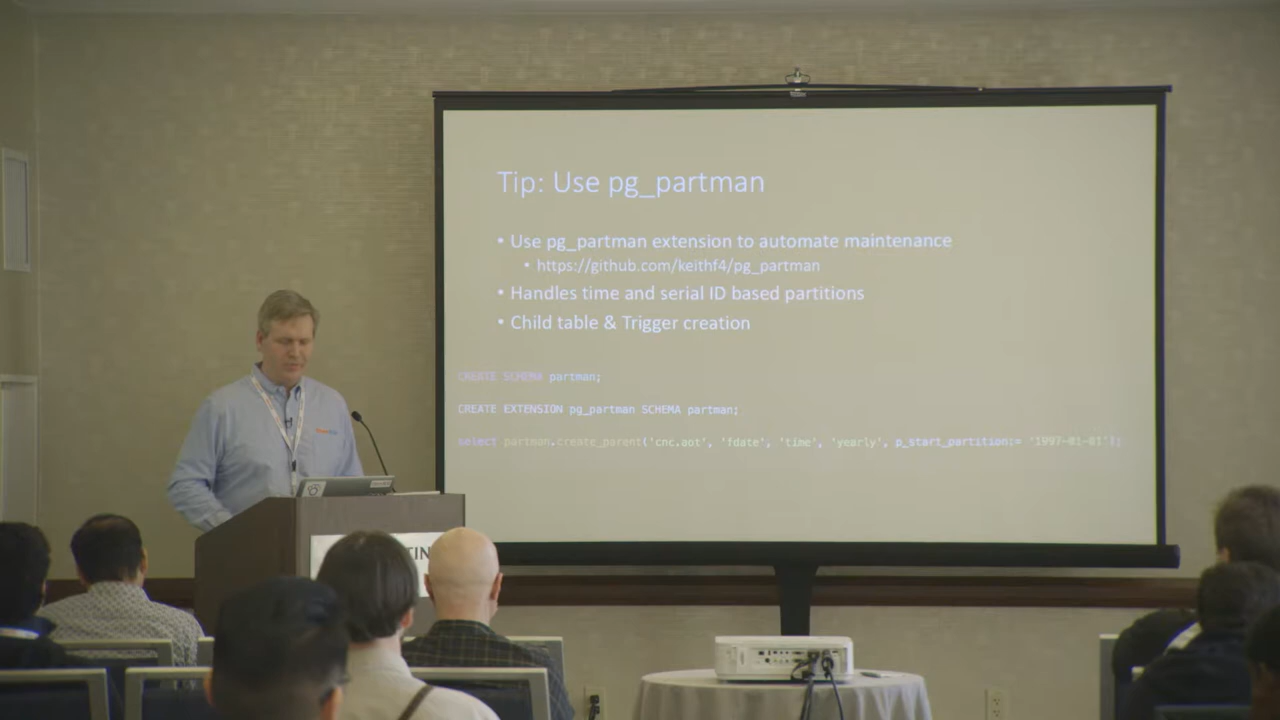 Tip: Use pg_partman
• Use pg_partman extension to automate maintenance
• https://github.com/keithf4/pg_partman
• Handles time and serial ID based partitions
• Child table & Trigger creation
CREATE SCHEMA partman;
CREATE EXTENSION pg_partman SCHEMA partman;
select partman.create_parent('cnc.aot', 'fdate', 'time', 'yearly', p_start_partition:= '1997-01-01');
TIN